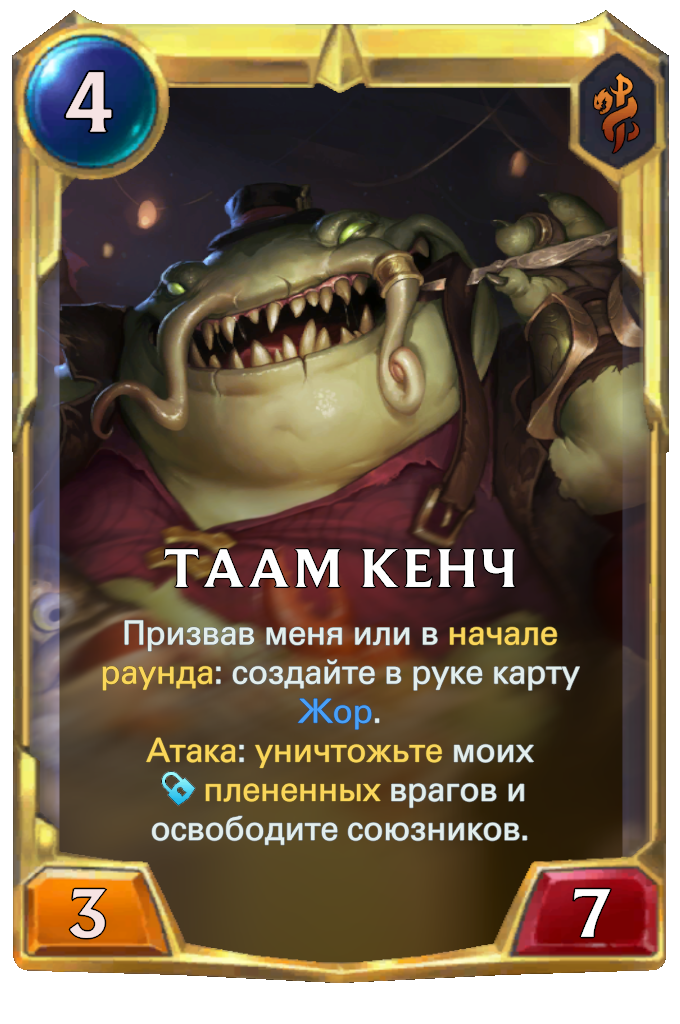 4
ТААМ КЕНЧ
Призвав меня или в начале
раунда: создайте в руке карту
Жор.
Атака: уничтожьте моих
плененных врагов и
освободите союзников.
3
7